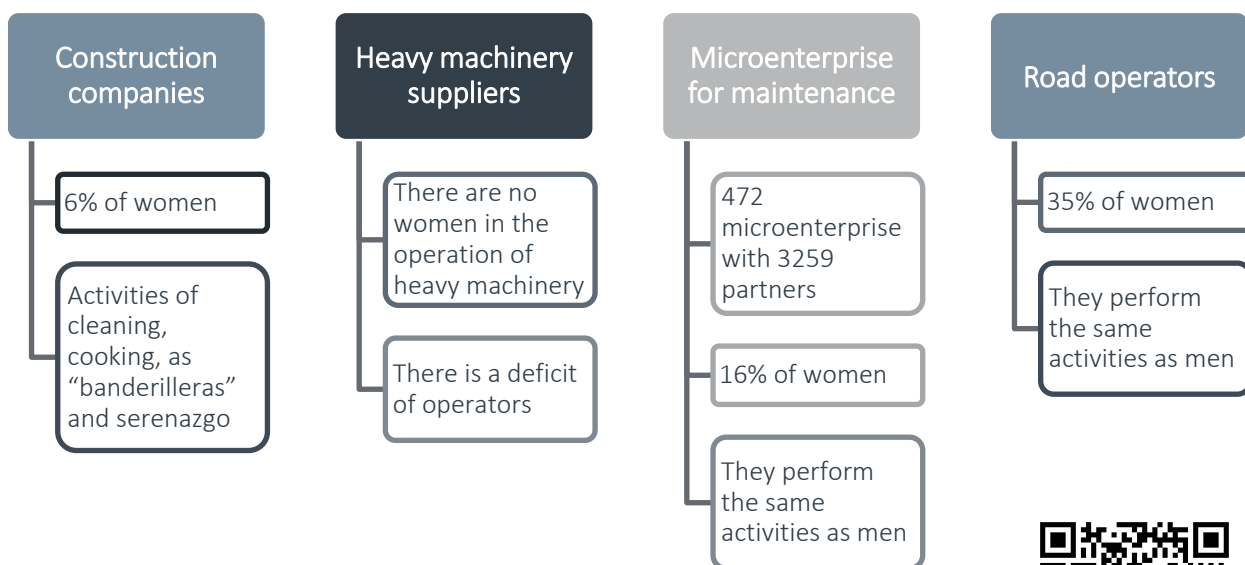 Construction
companies
6% of women
Activities of
cleaning,
cooking, as
“banderilleras”
and serenazgo
Heavy machinery
suppliers
There are no
women in the
operation of
heavy machinery
There is a deficit
of operators
Microenterprise
for maintenance
472
microenterprise
with 3259
partners
16% of women
They perform
the same
activities as men
Road operators
35% of women
They perform
the same
activities as men